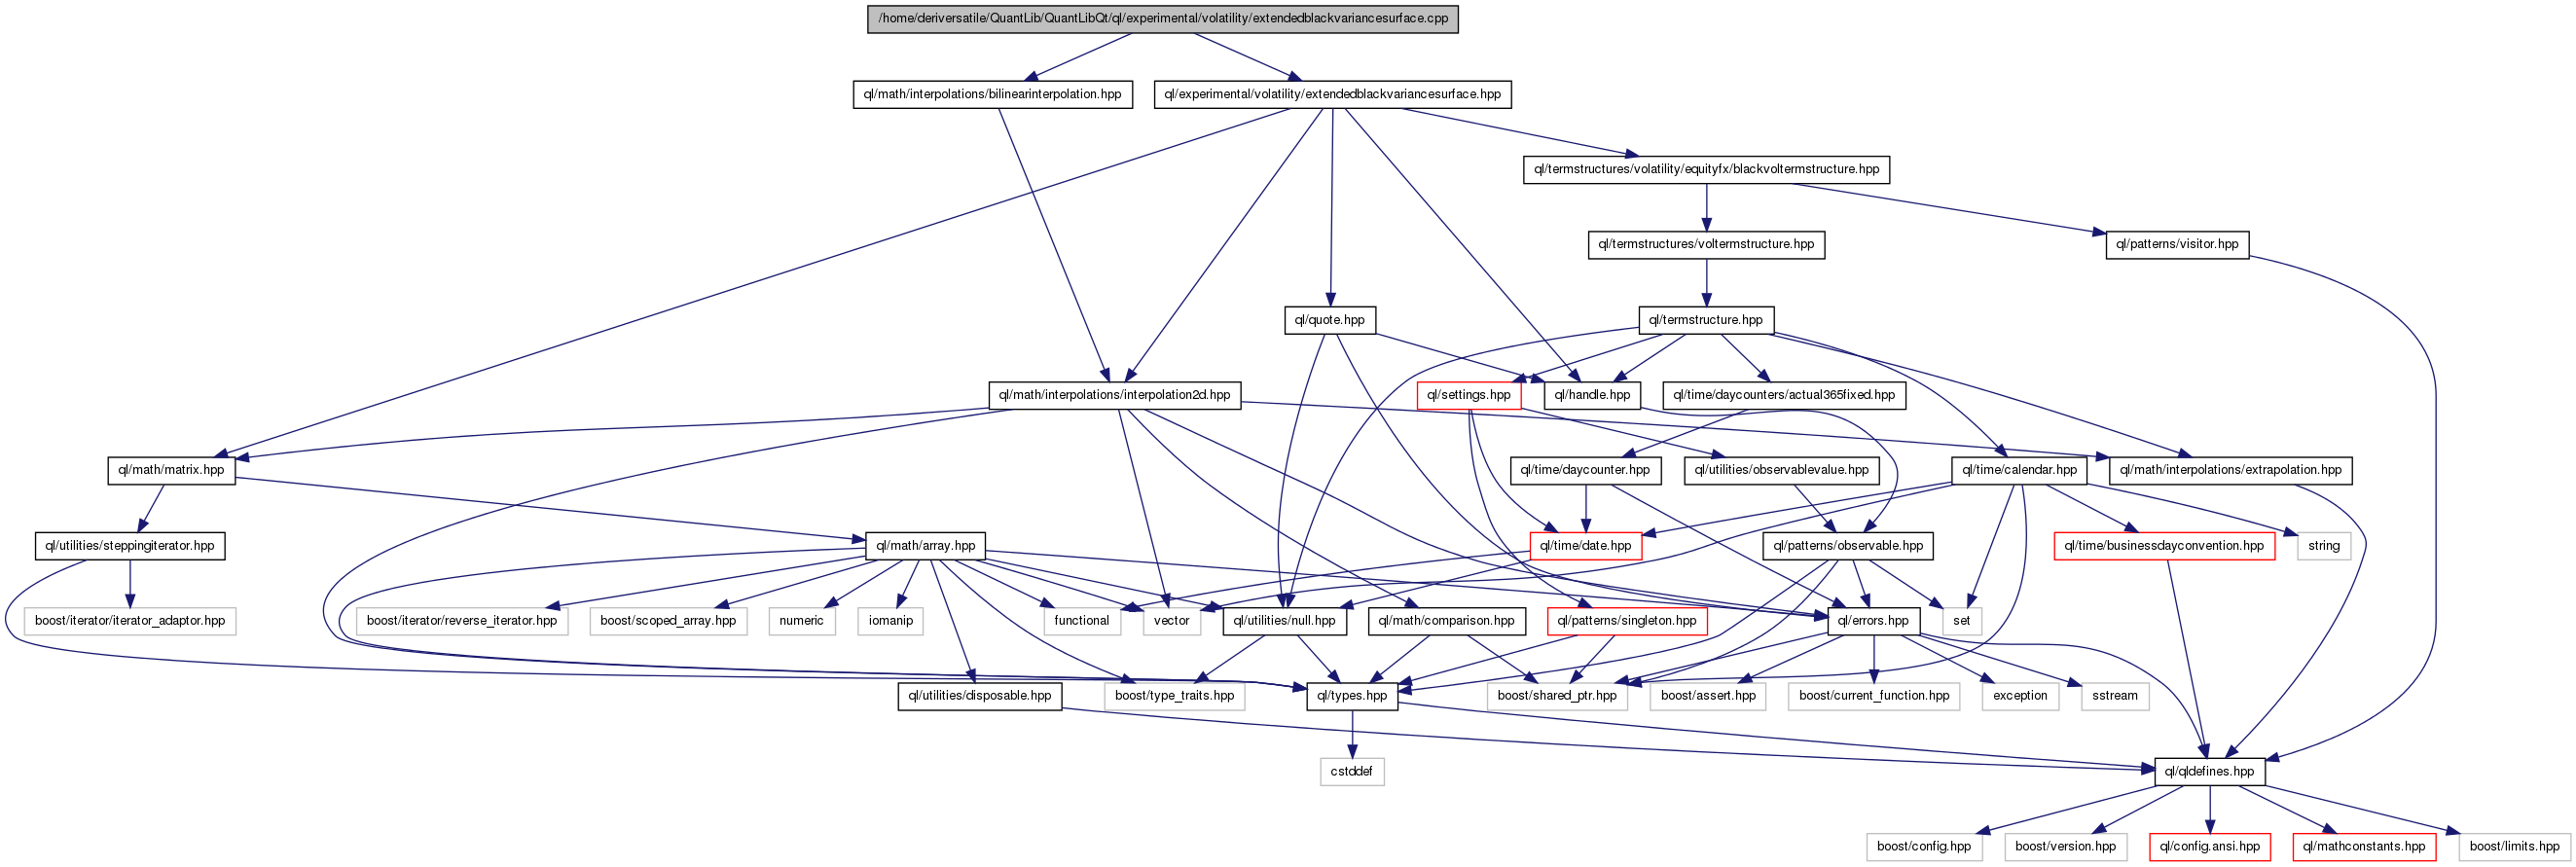 /home/deriversatile/QuantLib/QuantLibQt/ql/experimental/volatility/extendedblackvariancesurface.cpp
ql/math/interpolations/bilinearinterpolation.hpp
ql/experimental/volatility/extendedblackvariancesurface.hpp
ql/termstructures/volatility/equityfx/blackvoltermstructure.hpp
ql/termstructures/voltermstructure.hpp
ql/patterns/visitor.hpp
ql/quote.hpp
ql/termstructure.hpp
ql/math/interpolations/interpolation2d.hpp
ql/settings.hpp
ql/handle.hpp
ql/time/daycounters/actual365fixed.hpp
ql/math/matrix.hpp
ql/time/daycounter.hpp
ql/utilities/observablevalue.hpp
ql/time/calendar.hpp
ql/math/interpolations/extrapolation.hpp
ql/utilities/steppingiterator.hpp
ql/math/array.hpp
ql/time/date.hpp
ql/patterns/observable.hpp
ql/time/businessdayconvention.hpp
string
boost/iterator/iterator_adaptor.hpp
boost/iterator/reverse_iterator.hpp
boost/scoped_array.hpp
numeric
iomanip
functional
vector
ql/utilities/null.hpp
ql/math/comparison.hpp
ql/patterns/singleton.hpp
ql/errors.hpp
set
ql/utilities/disposable.hpp
boost/type_traits.hpp
ql/types.hpp
boost/shared_ptr.hpp
boost/assert.hpp
boost/current_function.hpp
exception
sstream
cstddef
ql/qldefines.hpp
boost/config.hpp
boost/version.hpp
ql/config.ansi.hpp
ql/mathconstants.hpp
boost/limits.hpp